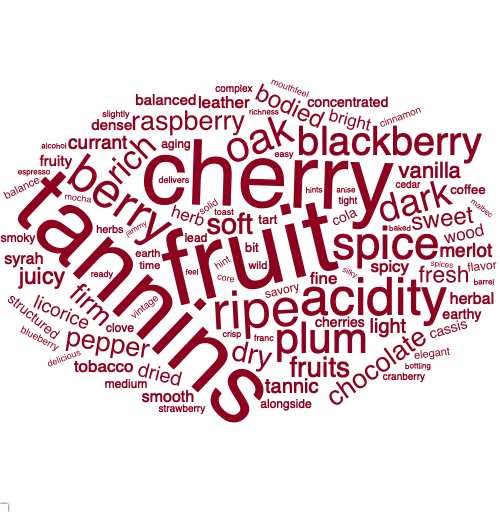 complex
mouthfeel
balanced
leather
bodied
concentrated
slightly
richness
bright
cinnamon
dense
raspberry
oak
currant
aging
easy
blackberry
alcohol
rich
cherry
fruity
espresso
berry
delivers
hints
anise
vanilla
cedar
coffee
balance
mocha
tight
dark
malbec
herb
solid
toast
tart
cola
sweet
jammy
soft
baked
wood
smoky
herbs
lead
fruit
spice
merlot
tannins
earth
bit
syrah
time
hint
wild
spicy
spices
flavor
juicy
ready
feel
core
silky
fine
fresh
barrel
savory
licorice
firm
vintage
ripe
acidity
herbal
structured
clove
crisp
cherries
light
earthy
blueberry
pepper
franc
plum
cassis
delicious
dry
chocolate
elegant
tobacco
dried
fruits
bottling
medium
tannic
cranberry
smooth
strawberry
alongside